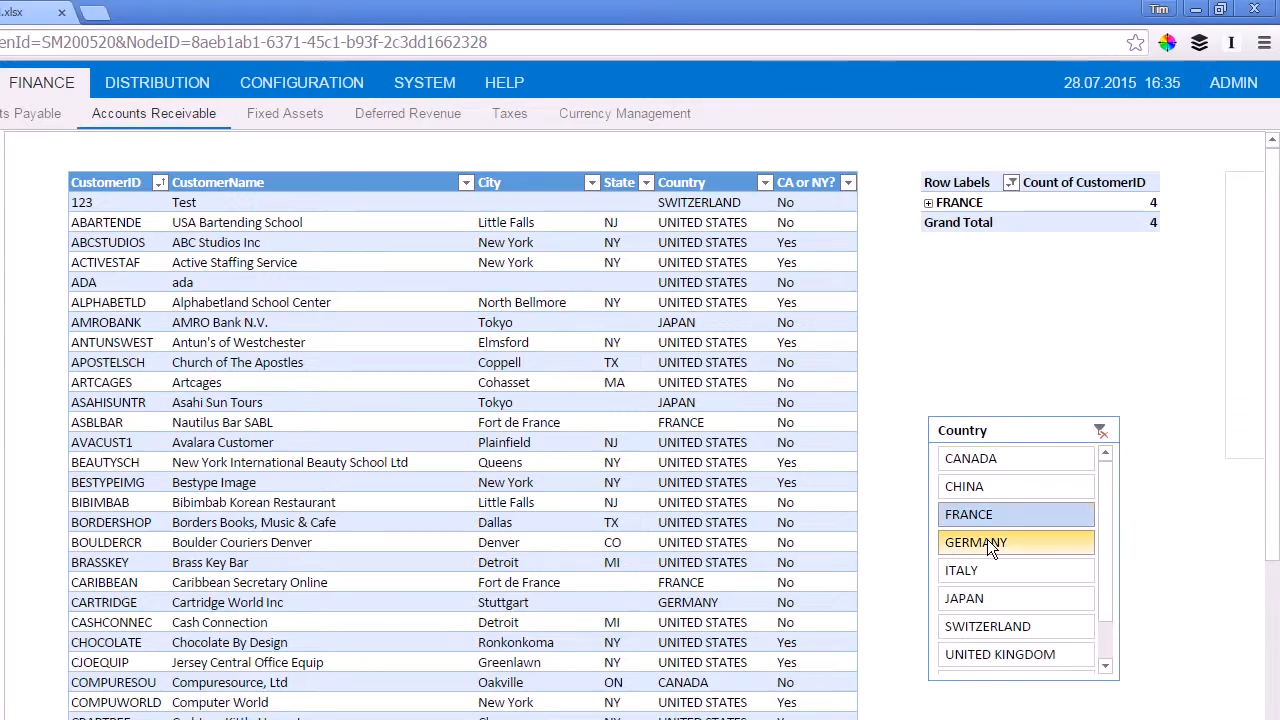 .xlsx
Tim
enId=SM200520&NodeID=8aeb1ab1-6371-45c1-b93f-2c3dd1662328
FINANCE DISTRIBUTION CONFIGURATION SYSTEM HELP 28.07.2015 16:35 ADMIN
ts Payable Accounts Receivable Fixed Assets Deferred Revenue Taxes Currency Management
CustomerID CustomerName City State Country CA or NY?
123 Test SWITZERLAND No
ABARTENDE USA Bartending School Little Falls NJ UNITED STATES No
ABCSTUDIOS ABC Studios Inc New York NY UNITED STATES Yes
ACTIVESTAF Active Staffing Service New York NY UNITED STATES Yes
ADA ada UNITED STATES No
ALPHABETLD Alphabetland School Center North Bellmore NY UNITED STATES Yes
AMROBANK AMRO Bank N.V. Tokyo JAPAN No
ANTUNSWEST Antun's of Westchester Elmsford NY UNITED STATES Yes
APOSTELSCH Church of The Apostles Coppell TX UNITED STATES No
ARTCAGES Artcages Cohasset MA UNITED STATES No
ASAHISUNTR Asahi Sun Tours Tokyo JAPAN No
ASBLBAR Nautilus Bar SABL Fort de France FRANCE No
AVACUST1 Avalara Customer Plainfield NJ UNITED STATES No
BEAUTYSCH New York International Beauty School Ltd Queens NY UNITED STATES Yes
BESTYPEIMG Bestype Image New York NY UNITED STATES Yes
BIBIMBAB Bibimbab Korean Restaurant Little Falls NJ UNITED STATES No
BORDERSHOP Borders Books, Music & Cafe Dallas TX UNITED STATES No
BOULDERCR Boulder Couriers Denver Denver CO UNITED STATES No
BRASSKEY Brass Key Bar Detroit MI UNITED STATES No
CARIBBEAN Caribbean Secretary Online Fort de France FRANCE No
CARTRIDGE Cartridge World Inc Stuttgart GERMANY No
CASHCONNEC Cash Connection Detroit MI UNITED STATES No
CHOCOLATE Chocolate By Design Ronkonkoma NY UNITED STATES Yes
CJOEQUIP Jersey Central Office Equip Greenlawn NY UNITED STATES Yes
COMPURESOU Compuresource, Ltd Oakville ON CANADA No
COMPUWORLD Computer World NY UNITED STATES Yes
Row Labels Count of CustomerID
FRANCE 4
Grand Total 4
Country
CANADA
CHINA
FRANCE
GERMANY
ITALY
JAPAN
SWITZERLAND
UNITED KINGDOM